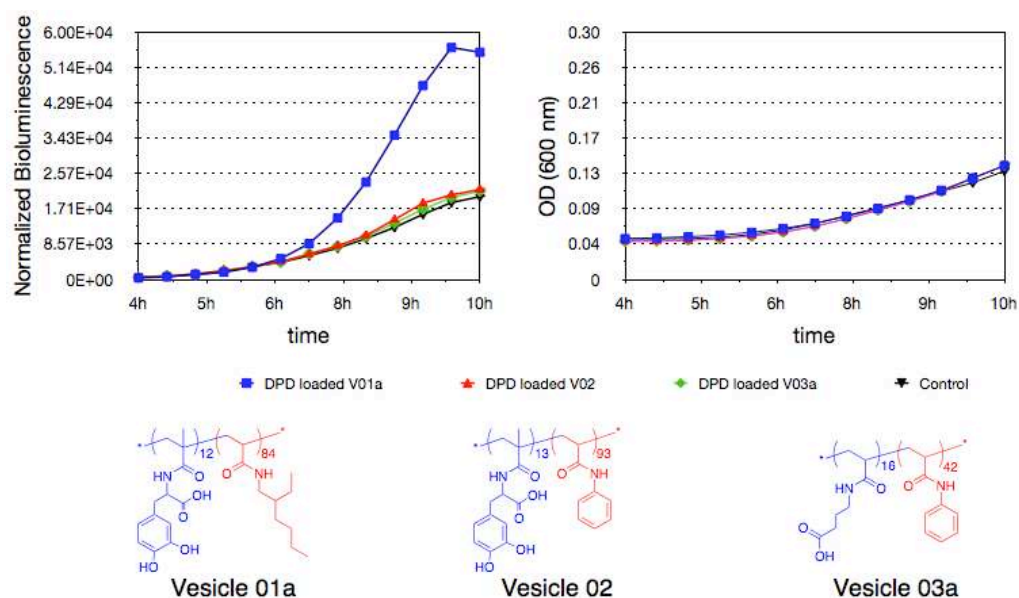 Normalized Bioluminescence
6.00E+04
5.14E+04
4.29E+04
3.43E+04
2.57E+04
1.71E+04
8.57E+03
0E+00
4h 5h 6h 8h 9h 10h
time
OD (600 nm)
0.30
0.26
0.21
0.17
0.13
0.09
0.04
0
4h 5h 6h 8h 9h 10h
time
DPD loaded V01a DPD loaded V02 DPD loaded V03a Control
* 12 84 *
O O
NH NH
OH
O
OH
HO
Vesicle 01a
* 13 93 *
O O
NH NH
OH
O
OH
HO
Vesicle 02
* 16 42 *
O O
NH NH
O
OH
Vesicle 03a